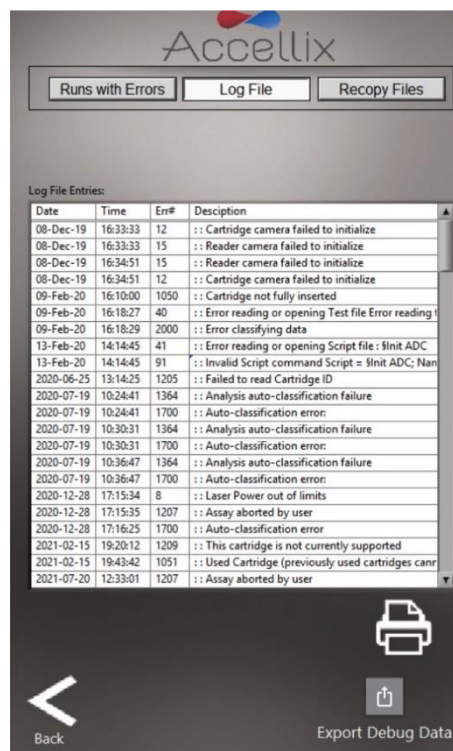 Accellix
Runs with Errors Log File Recopy Files
Log File Entries:
Date Time Err# Desciption
08-Dec-19 16:33:33 12 : : Cartridge camera failed to initialize
08-Dec-19 16:33:33 15 : : Reader camera failed to initialize
08-Dec-19 16:34:51 15 : : Reader camera failed to initialize
08-Dec-19 16:34:51 12 : : Cartridge camera failed to initialize
09-Feb-20 16:10:00 1050 : : Cartridge not fully inserted
09-Feb-20 16:18:27 40 : : Error reading or opening Test file Error reading
09-Feb-20 16:18:29 2000 : : Error classifying data
13-Feb-20 14:14:45 41 : : Error reading or opening Script file : §Init ADC
13-Feb-20 14:14:45 91 : : Invalid Script command Script = §Init ADC; Nan
2020-06-25 13:14:25 1205 : : Failed to read Cartridge ID
2020-07-19 10:24:41 1364 : : Analysis auto-classification failure
2020-07-19 10:24:41 1700 : : Auto-classification error:
2020-07-19 10:30:31 1364 : : Analysis auto-classification failure
2020-07-19 10:30:31 1700 : : Auto-classification error:
2020-07-19 10:36:47 1364 : : Analysis auto-classification failure
2020-07-19 10:36:47 1700 : : Auto-classification error:
2020-12-28 17:15:34 8 : : Laser Power out of limits
2020-12-28 17:15:35 1207 : : Assay aborted by user
2020-12-28 17:16:25 1700 : : Auto-classification error
2021-02-15 19:20:12 1209 : : This cartridge is not currently supported
2021-02-15 19:43:42 1051 : : Used Cartridge (previously used cartridges canr
2021-07-20 12:33:01 1207 : : Assay aborted by user
Back
Export Debug Data